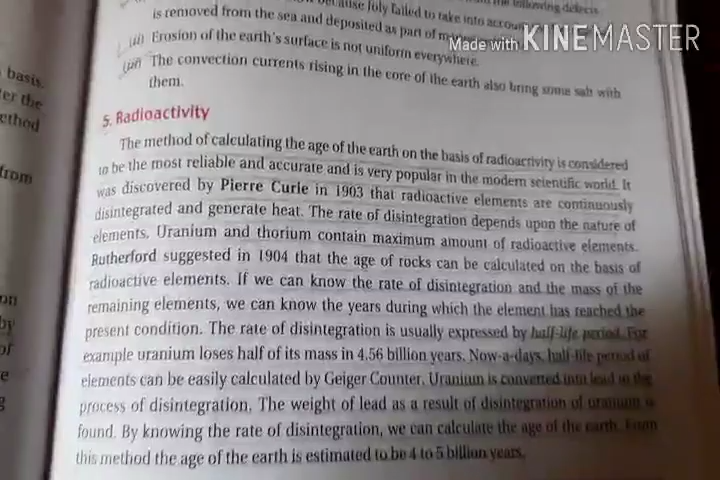 because Joly failed to take into
following defects
is removed from the sea and deposited as part of
Made with KINEMASTER
(ii) Erosion of the earth's surface is not uniform everywhere.
(iii) The convection currents rising in the core of the earth also bring some salt with
them.
basis.
ter the
ethod
from
on
by
of
e
5. Radioactivity
The method of calculating the age of the earth on the basis of radioactivity is considered
to be the most reliable and accurate and is very popular in the modern scientific world. It
was discovered by Pierre Curie in 1903 that radioactive elements are continuously
disintegrated and generate heat. The rate of disintegration depends upon the nature of
elements. Uranium and thorium contain maximum amount of radioactive elements.
Rutherford suggested in 1904 that the age of rocks can be calculated on the basis of
radioactive elements. If we can know the rate of disintegration and the mass of the
remaining elements, we can know the years during which the element has reached the
present condition. The rate of disintegration is usually expressed by half-life period. For
example uranium loses half of its mass in 4.56 billion years. Now-a-days, half-life period of
elements can be easily calculated by Geiger Counter. Uranium is converted into lead in the
process of disintegration. The weight of lead as a result of disintegration of uranium is
found. By knowing the rate of disintegration, we can calculate the age of the earth. From
this method the age of the earth is estimated to be 4 to 5 billion years.